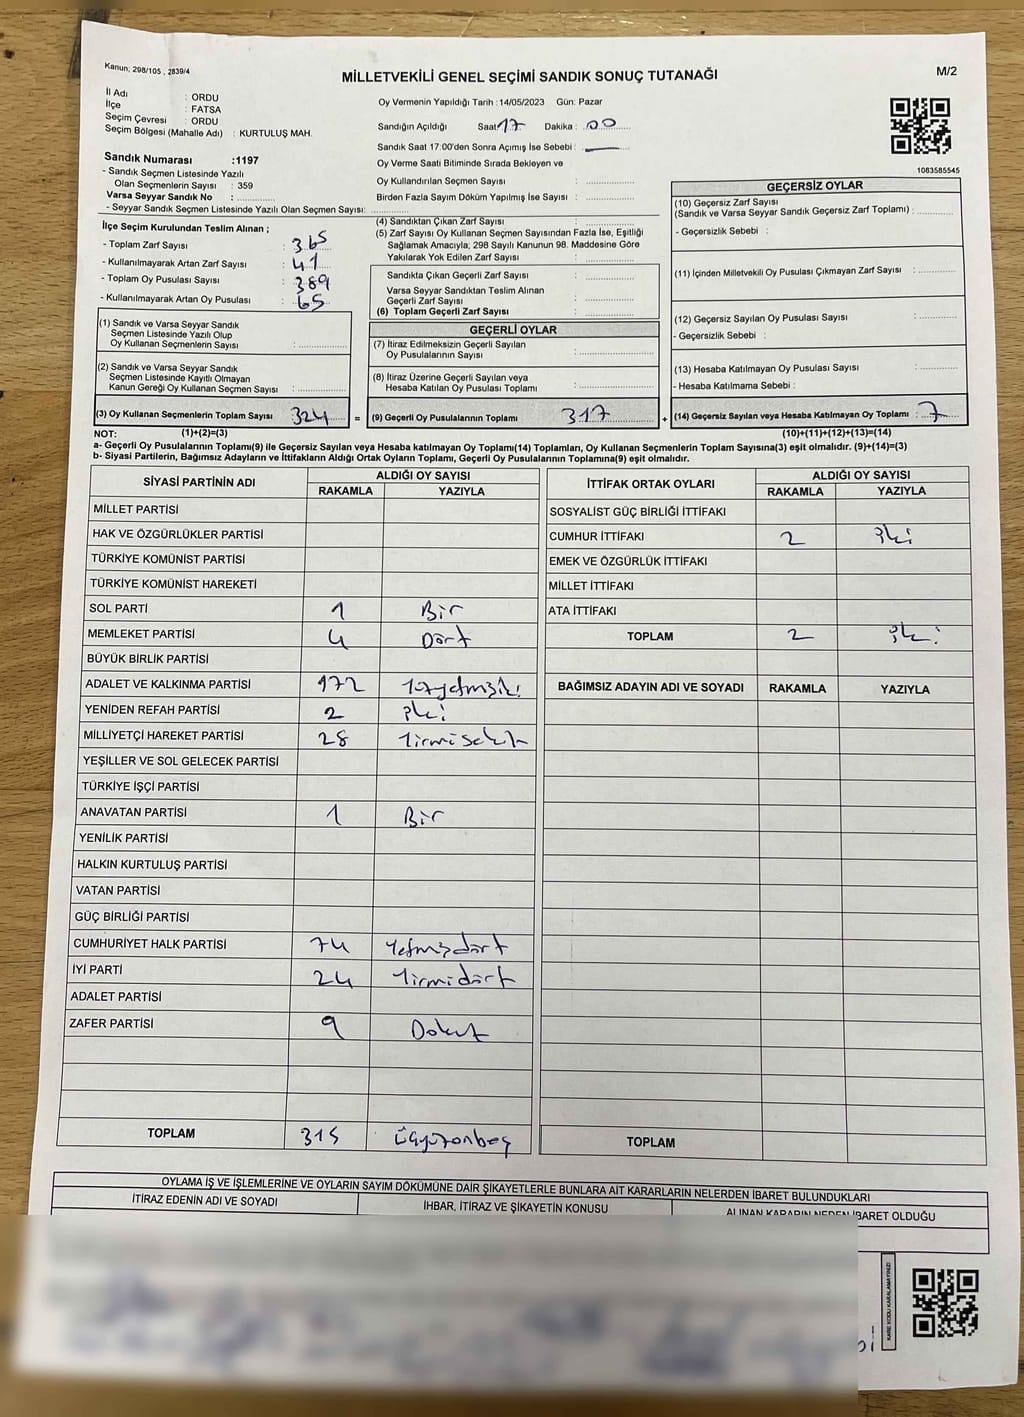 Kanun; 298/105 , 2839/4
MİLLETVEKİLİ GENEL SEÇİMİ SANDIK SONUÇ TUTANAĞI
M/2
İl Adı : ORDU
İlçe : FATSA
Seçim Çevresi : ORDU
Seçim Bölgesi (Mahalle Adı) : KURTULUŞ MAH.
Oy Vermenin Yapıldığı Tarih :14/05/2023 Gün: Pazar
Sandığın Açıldığı Saat 17 Dakika : 00
Sandık Saat 17:00'den Sonra Açımış İse Sebebi :
Oy Verme Saati Bitiminde Sırada Bekleyen ve
Oy Kullandırılan Seçmen Sayısı :
Birden Fazla Sayım Döküm Yapılmış İse Sayısı :
1083585545
Sandık Numarası :1197
- Sandık Seçmen Listesinde Yazılı
Olan Seçmenlerin Sayısı : 359
Varsa Seyyar Sandık No :
- Seyyar Sandık Seçmen Listesinde Yazılı Olan Seçmen Sayısı:
İlçe Seçim Kurulundan Teslim Alınan ;
- Toplam Zarf Sayısı : 365
- Kullanılmayarak Artan Zarf Sayısı : 41
- Toplam Oy Pusulası Sayısı : 389
- Kullanılmayarak Artan Oy Pusulası : 65
(1) Sandık ve Varsa Seyyar Sandık
Seçmen Listesinde Yazılı Olup
Oy Kullanan Seçmenlerin Sayısı :
(2) Sandık ve Varsa Seyyar Sandık
Seçmen Listesinde Kayıtlı Olmayan
Kanun Gereği Oy Kullanan Seçmen Sayısı :
(3) Oy Kullanan Seçmenlerin Toplam Sayısı 324 =
(4) Sandıktan Çıkan Zarf Sayısı :
(5) Zarf Sayısı Oy Kullanan Seçmen Sayısından Fazla İse, Eşitliği
Sağlamak Amacıyla; 298 Sayılı Kanunun 98. Maddesine Göre
Yakılarak Yok Edilen Zarf Sayısı :
Sandıkta Çıkan Geçerli Zarf Sayısı :
Varsa Seyyar Sandıktan Teslim Alınan
Geçerli Zarf Sayısı :
(6) Toplam Geçerli Zarf Sayısı :
GEÇERLİ OYLAR
(7) İtiraz Edilmeksizin Geçerli Sayılan
Oy Pusulalarının Sayısı :
(8) İtiraz Üzerine Geçerli Sayılan veya
Hesaba Katılan Oy Pusulası Toplamı :
(9) Geçerli Oy Pusulalarının Toplamı 317 +
GEÇERSİZ OYLAR
(10) Geçersiz Zarf Sayısı
(Sandık ve Varsa Seyyar Sandık Geçersiz Zarf Toplamı) :
- Geçersizlik Sebebi :
(11) İçinden Milletvekili Oy Pusulası Çıkmayan Zarf Sayısı :
(12) Geçersiz Sayılan Oy Pusulası Sayısı :
- Geçersizlik Sebebi :
(13) Hesaba Katılmayan Oy Pusulası Sayısı :
- Hesaba Katılmama Sebebi :
(14) Geçersiz Sayılan veya Hesaba Katılmayan Oy Toplamı : 7
NOT: (1)+(2)=(3) (10)+(11)+(12)+(13)=(14)
a- Geçerli Oy Pusulalarının Toplamı(9) ile Geçersiz Sayılan veya Hesaba katılmayan Oy Toplamı(14) Toplamları, Oy Kullanan Seçmenlerin Toplam Sayısına(3) eşit olmalıdır. (9)+(14)=(3)
b- Siyasi Partilerin, Bağımsız Adayların ve İttifakların Aldığı Ortak Oyların Toplamı, Geçerli Oy Pusulalarının Toplamına(9) eşit olmalıdır.
SİYASİ PARTİNİN ADI
ALDIĞI OY SAYISI
RAKAMLA YAZIYLA
MİLLET PARTİSİ
HAK VE ÖZGÜRLÜKLER PARTİSİ
TÜRKİYE KOMÜNİST PARTİSİ
TÜRKİYE KOMÜNİST HAREKETİ
SOL PARTİ 1 Bir
MEMLEKET PARTİSİ 4 Dört
BÜYÜK BİRLİK PARTİSİ
ADALET VE KALKINMA PARTİSİ 172 Yüzyetmişiki
YENİDEN REFAH PARTİSİ 2 iki
MİLLİYETÇİ HAREKET PARTİSİ 28 Yirmisekiz
YEŞİLLER VE SOL GELECEK PARTİSİ
TÜRKİYE İŞÇİ PARTİSİ
ANAVATAN PARTİSİ 1 Bir
YENİLİK PARTİSİ
HALKIN KURTULUŞ PARTİSİ
VATAN PARTİSİ
GÜÇ BİRLİĞİ PARTİSİ
CUMHURİYET HALK PARTİSİ 74 Yetmişdört
İYİ PARTİ 24 Yirmidört
ADALET PARTİSİ
ZAFER PARTİSİ 9 Dokuz
TOPLAM 315 Üçyüzonbeş
İTTİFAK ORTAK OYLARI
ALDIĞI OY SAYISI
RAKAMLA YAZIYLA
SOSYALİST GÜÇ BİRLİĞİ İTTİFAKI
CUMHUR İTTİFAKI 2 iki
EMEK VE ÖZGÜRLÜK İTTİFAKI
MİLLET İTTİFAKI
ATA İTTİFAKI
TOPLAM 2 iki
BAĞIMSIZ ADAYIN ADI VE SOYADI RAKAMLA YAZIYLA
TOPLAM
OYLAMA İŞ VE İŞLEMLERİNE VE OYLARIN SAYIM DÖKÜMÜNE DAİR ŞİKAYETLERLE BUNLARA AİT KARARLARIN NELERDEN İBARET BULUNDUKLARI
İTİRAZ EDENİN ADI VE SOYADI İHBAR, İTİRAZ VE ŞİKAYETİN KONUSU ALINAN KARARIN NEDEN İBARET OLDUĞU
KARE KODU KARALAMAYINIZ!